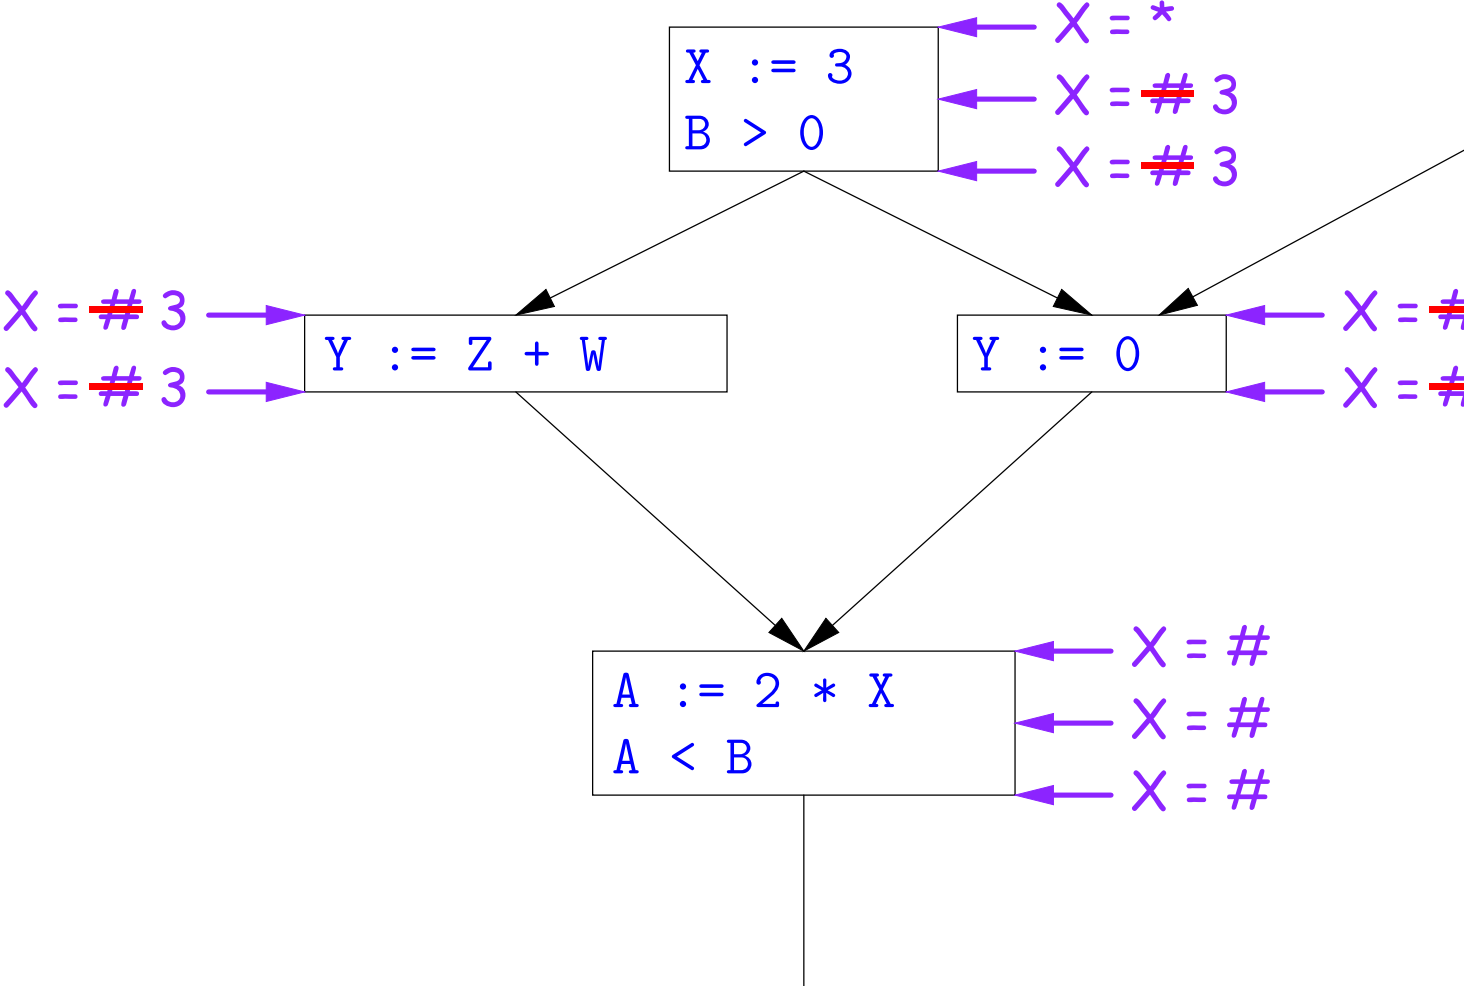 X = *
X := 3
X = # 3
B > 0
X = # 3
X = # 3
Y := Z + W
Y := 0
X = #
X = # 3
X = #
X = #
A := 2 * X
X = #
A < B
X = #